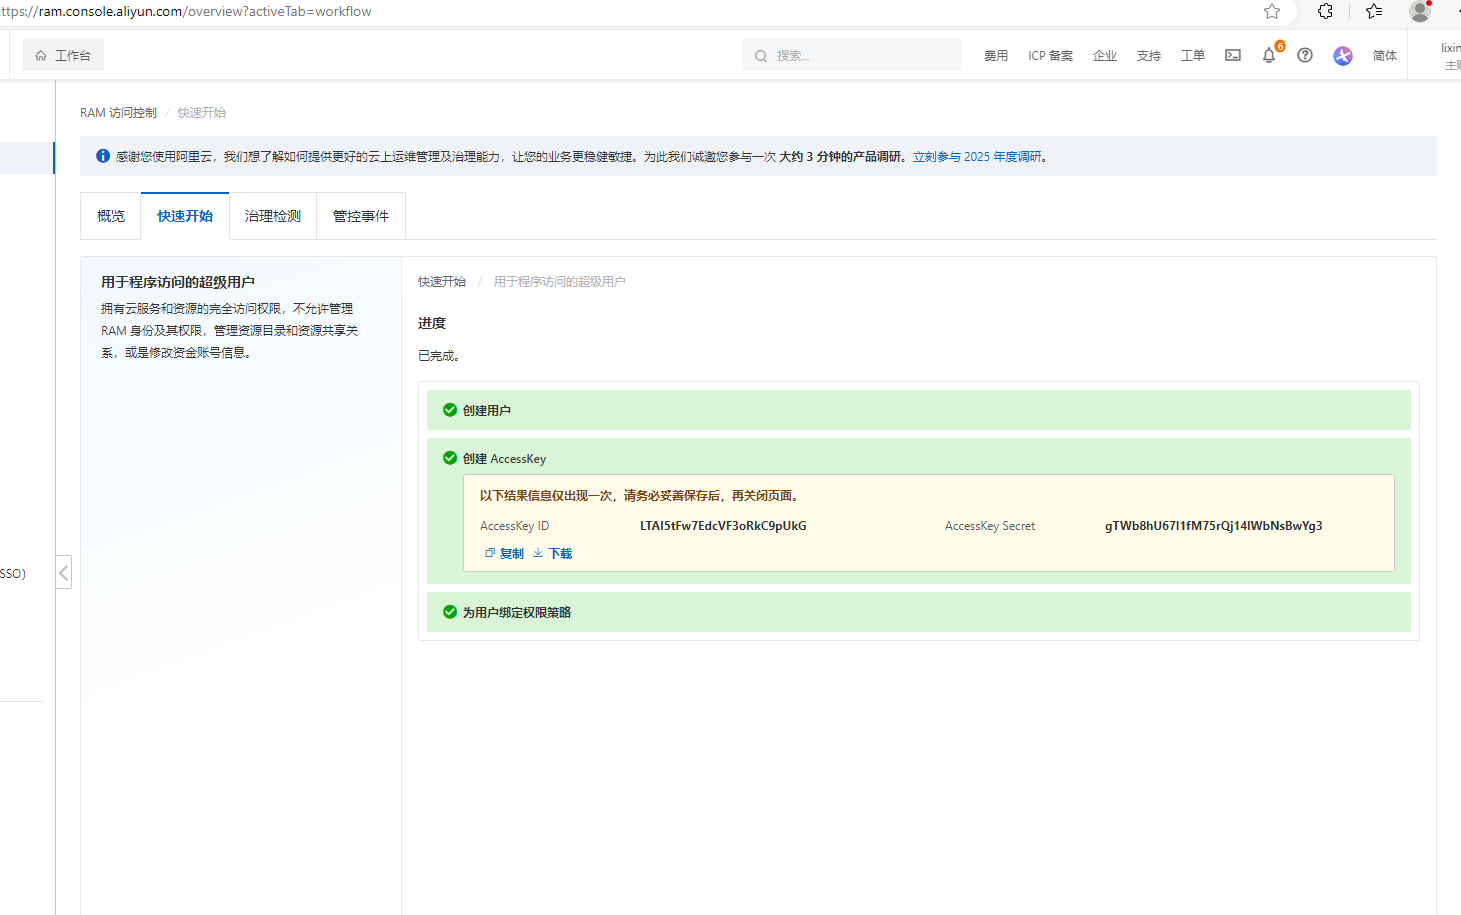 ttps://ram.console.aliyun.com/overview?activeTab=workflow
工作台
搜索...
费用
ICP 备案
企业
支持
工单
6
简体
lixin
主账
RAM 访问控制 / 快速开始
感谢您使用阿里云，我们想了解如何提供更好的云上运维管理及治理能力，让您的业务更稳健敏捷。为此我们诚邀您参与一次 大约 3 分钟的产品调研。立刻参与 2025 年度调研。
概览
快速开始
治理检测
管控事件
用于程序访问的超级用户
拥有云服务和资源的完全访问权限，不允许管理
RAM 身份及其权限，管理资源目录和资源共享关
系，或是修改资金账号信息。
快速开始 / 用于程序访问的超级用户
进度
已完成。
创建用户
创建 AccessKey
以下结果信息仅出现一次，请务必妥善保存后，再关闭页面。
AccessKey ID
LTAI5tFw7EdcVF3oRkC9pUkG
AccessKey Secret
gTWb8hU67I1fM75rQj14IWbNsBwYg3
复制
下载
为用户绑定权限策略
SSO)